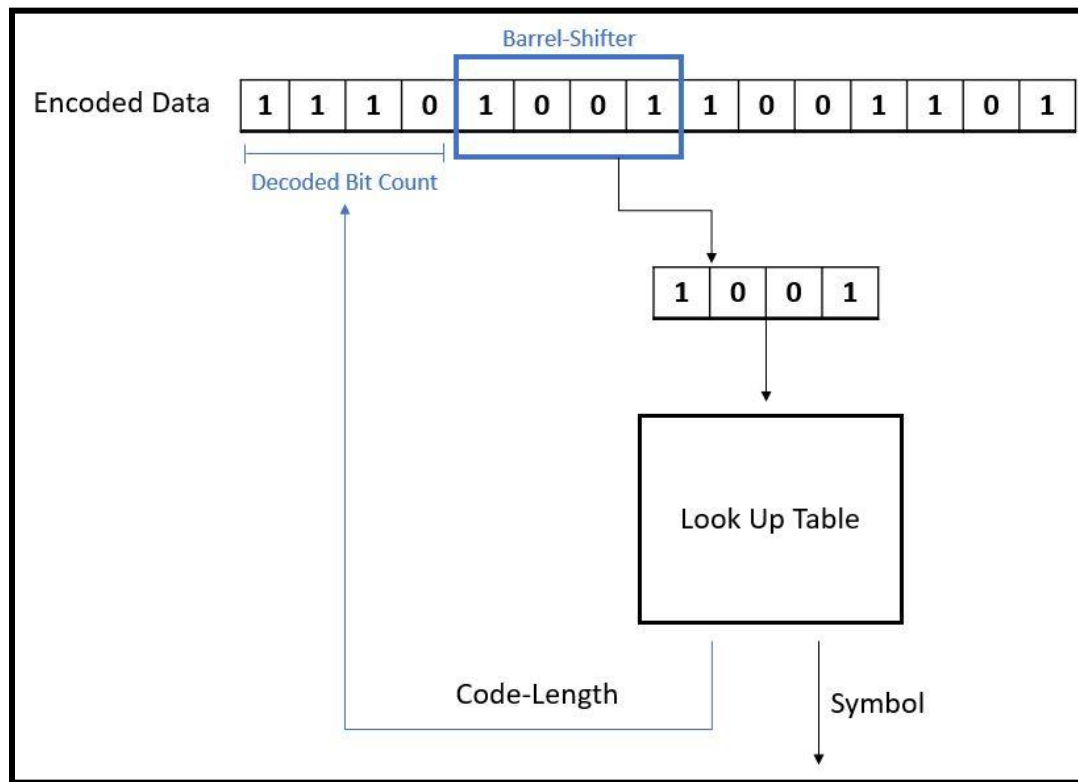 Barrel-Shifter
Encoded Data 1 1 1 0 1 0 0 1 1 0 0 1 1 0 1
Decoded Bit Count
1 0 0 1
Look Up Table
Code-Length
Symbol